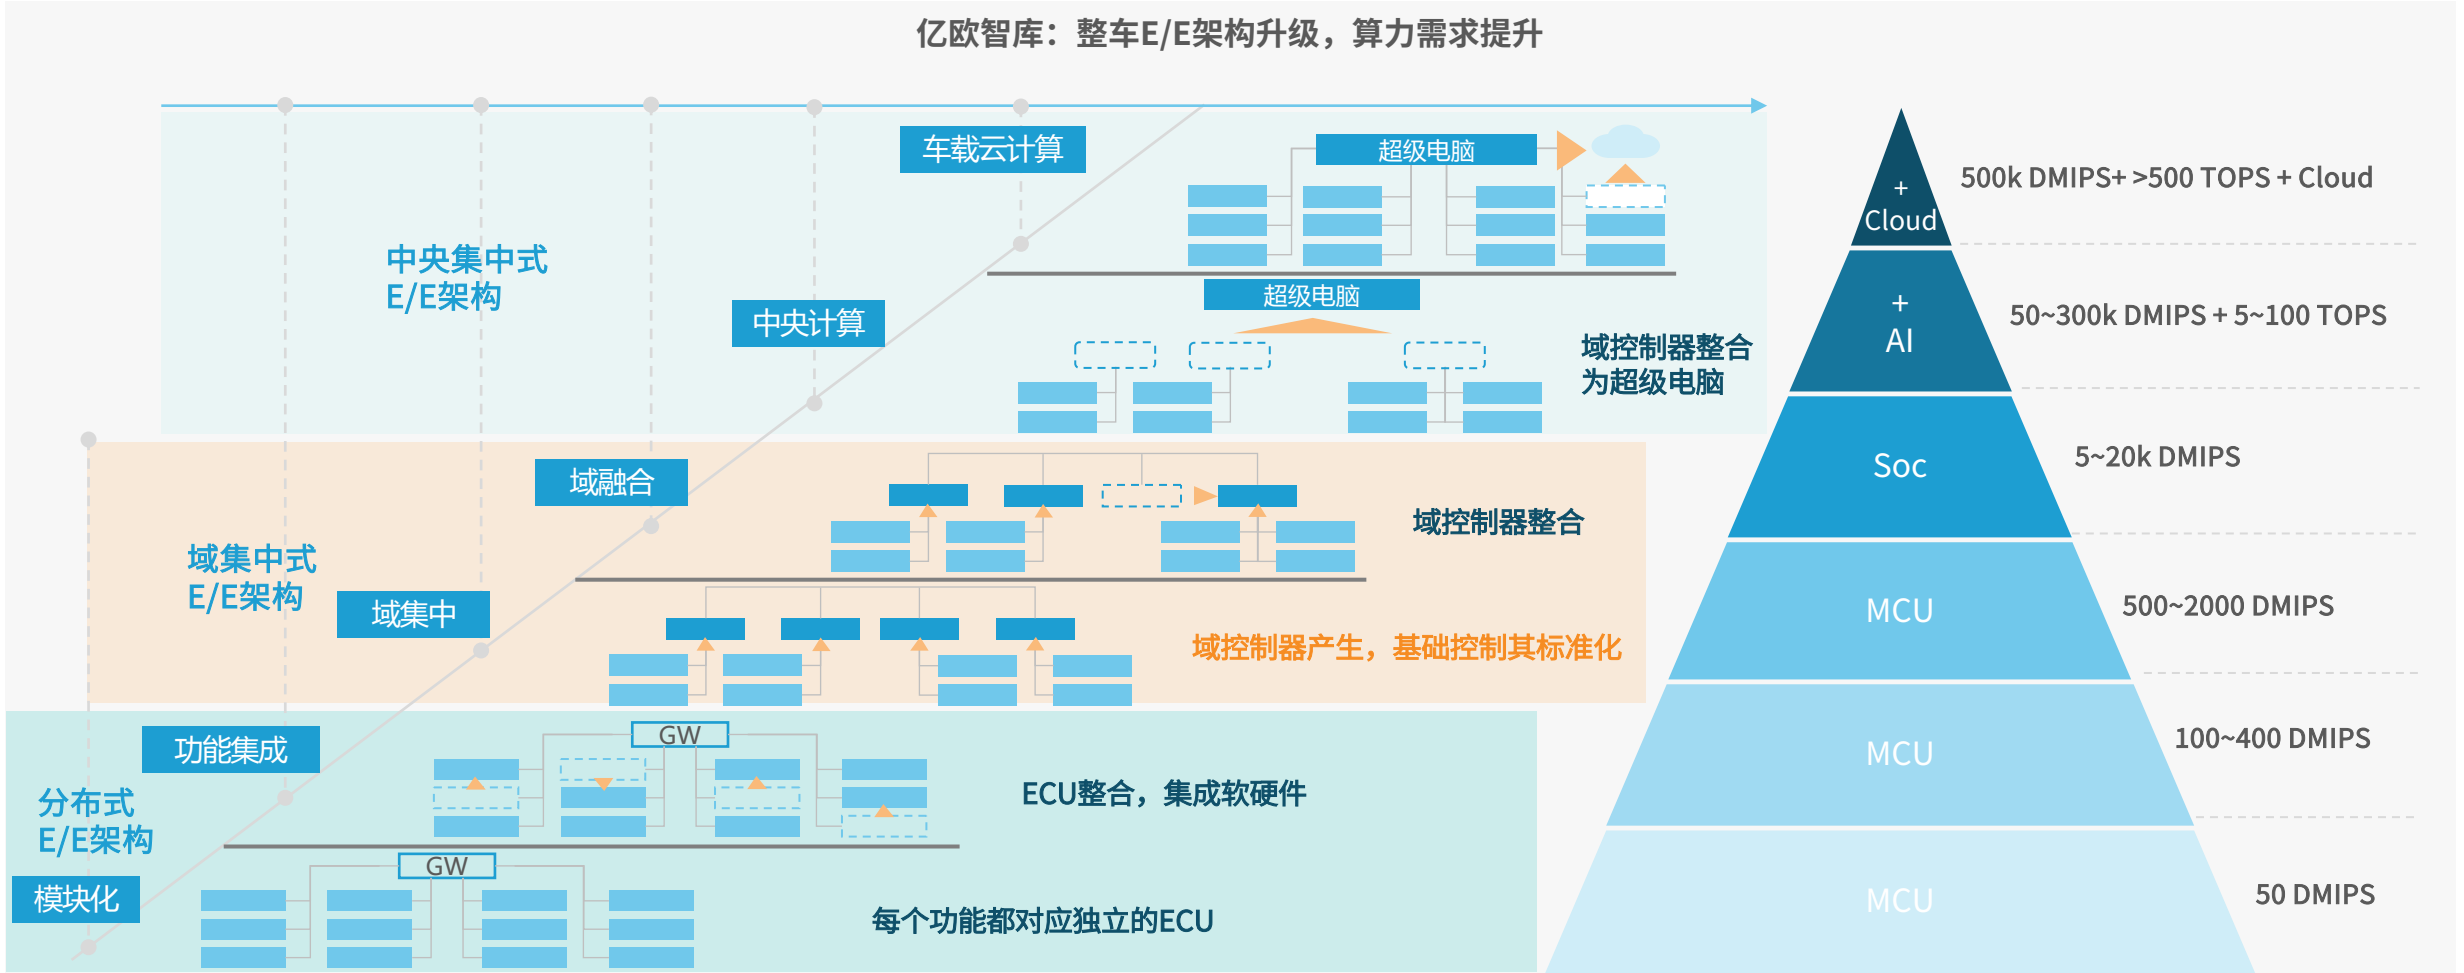 亿欧智库：整车E/E架构升级，算力需求提升
车载云计算
超级电脑
中央集中式
E/E架构
中央计算
超级电脑
域控制器整合
为超级电脑
域融合
域控制器整合
域集中式
E/E架构
域集中
域控制器产生，基础控制其标准化
功能集成
GW
ECU整合，集成软硬件
分布式
E/E架构
模块化
GW
每个功能都对应独立的ECU
+
Cloud
500k DMIPS+ >500 TOPS + Cloud
+
AI
50~300k DMIPS + 5~100 TOPS
Soc
5~20k DMIPS
MCU
500~2000 DMIPS
MCU
100~400 DMIPS
MCU
50 DMIPS